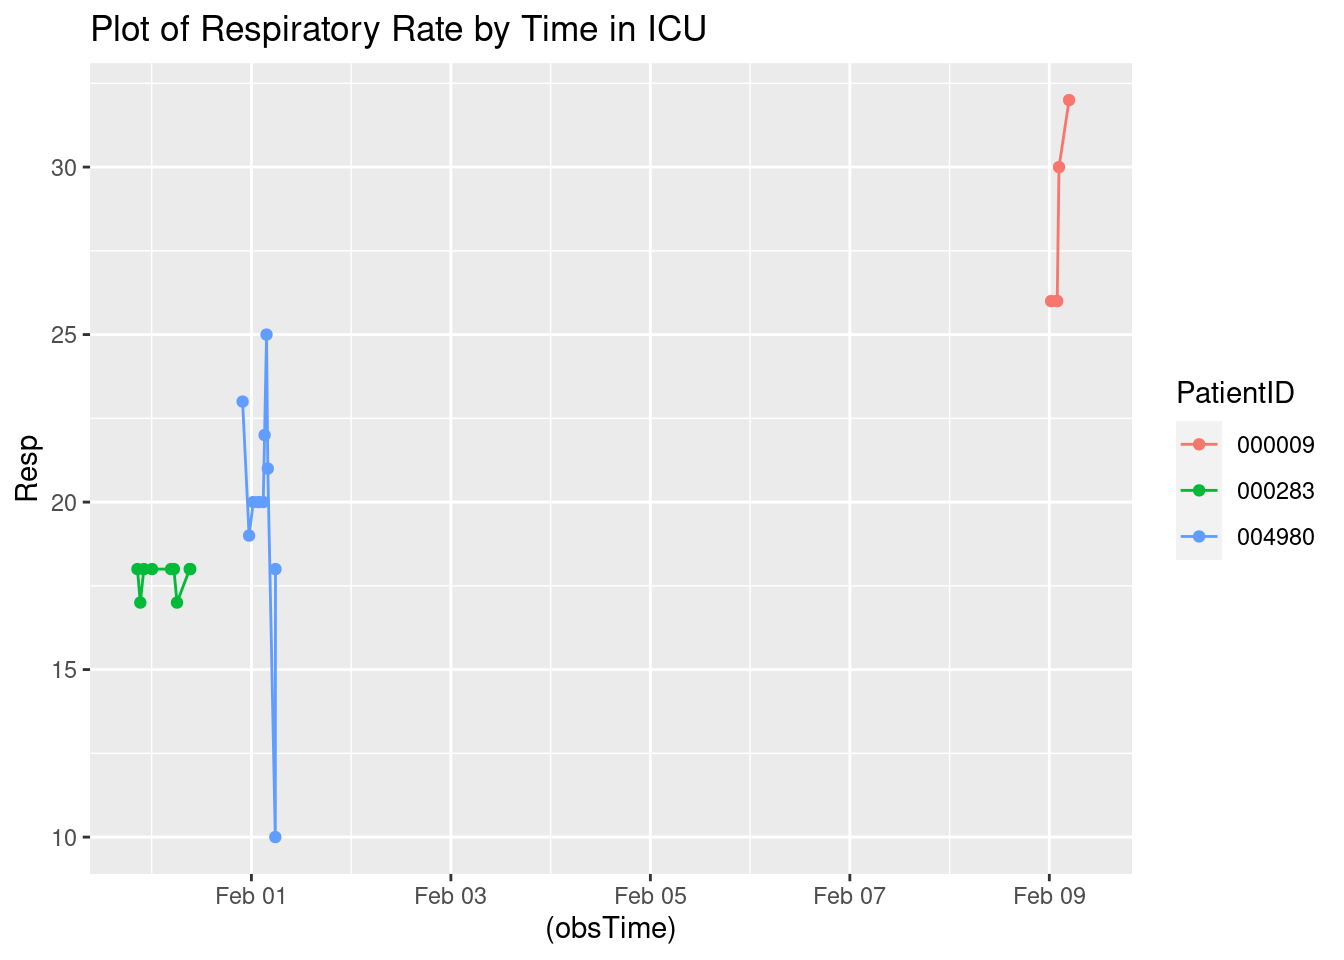 Plot of Respiratory Rate by Time in ICU
Resp
30
25
20
15
10
Feb 01
Feb 03
Feb 05
Feb 07
Feb 09
(obsTime)
PatientID
000009
000283
004980